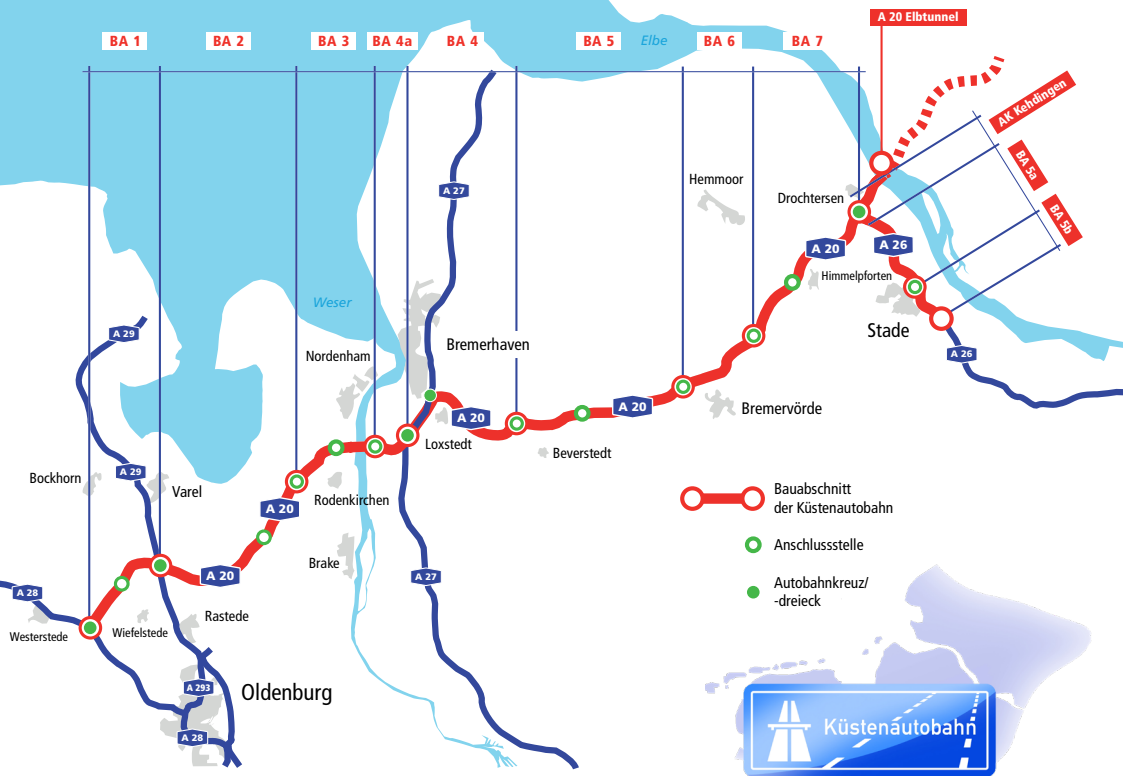 A 20 Elbtunnel
BA 1
BA 2
BA 3
BA 4a
BA 4
BA 5
Elbe
BA 6
BA 7
AK Kehdingen
BA 5a
BA 5b
A 27
Hemmoor
Drochtersen
A 20
A 26
Himmelpforten
Weser
A 29
Stade
Nordenham
Bremerhaven
A 26
A 20
A 20
Bremervörde
Loxstedt
Beverstedt
Bockhorn
A 29
Varel
Rodenkirchen
A 20
Bauabschnitt
der Küstenautobahn
Anschlussstelle
Brake
A 20
A 27
Autobahnkreuz/
-dreieck
A 28
Westerstede
Wiefelstede
Rastede
A 293
Oldenburg
A 28
Küstenautobahn